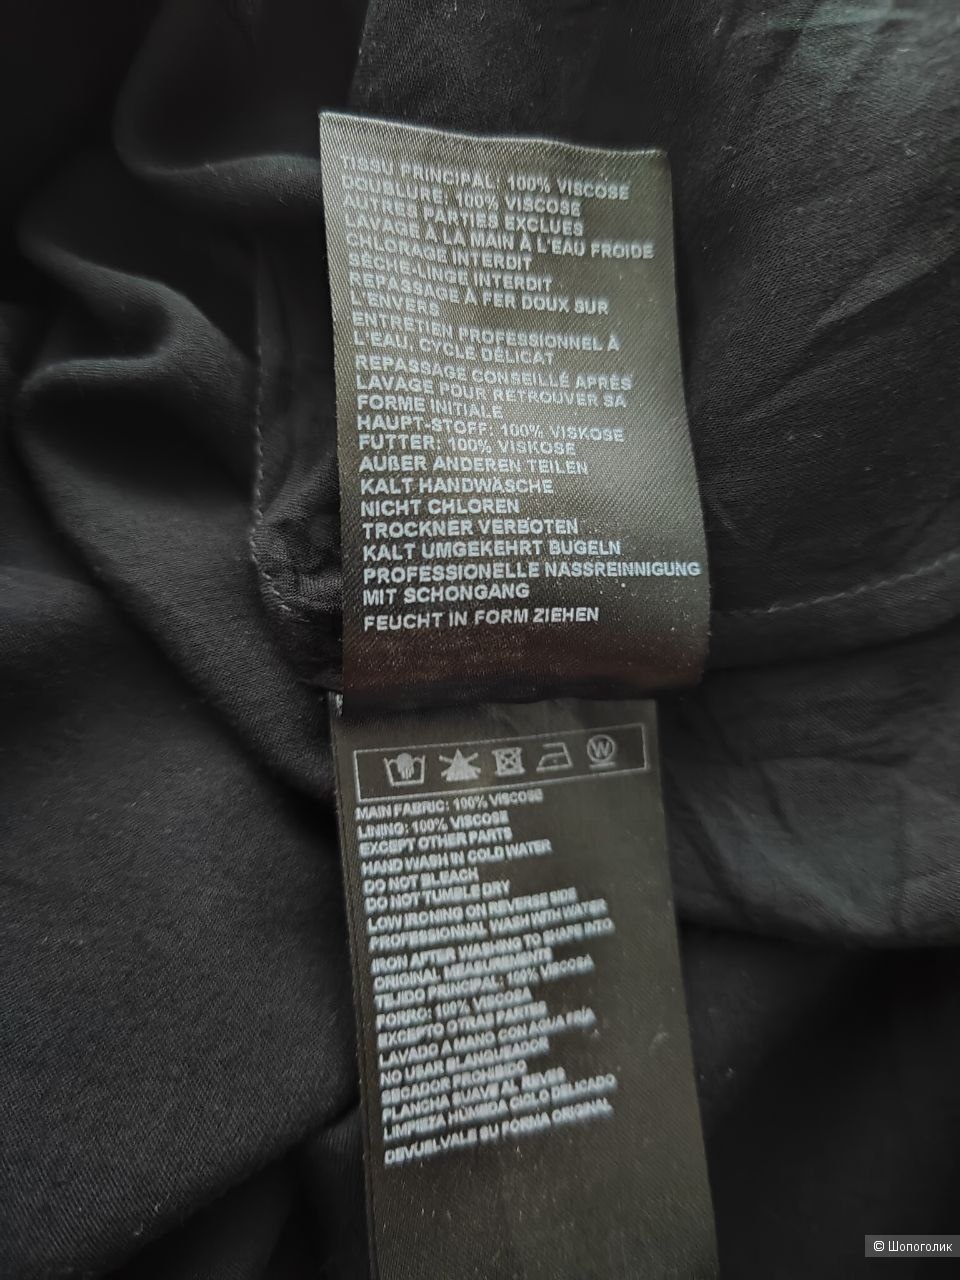 TISSU PRINCIPAL: 100% VISCOSE
DOUBLURE: 100% VISCOSE
AUTRES PARTIES EXCLUES
LAVAGE A LA MAIN À L'EAU FROIDE
CHLORAGE INTERDIT
SÈCHE-LINGE INTERDIT
REPASSAGE À FER DOUX SUR
L'ENVERS
ENTRETIEN PROFESSIONNEL À
L'EAU, CYCLE DÉLICAT
REPASSAGE CONSEILLÉ APRÈS
LAVAGE POUR RETROUVER SA
FORME INITIALE
HAUPT-STOFF: 100% VISKOSE
FUTTER: 100% VISKOSE
AUßER ANDEREN TEILEN
KALT HANDWÄSCHE
NICHT CHLOREN
TROCKNER VERBOTEN
KALT UMGEKEHRT BÜGELN
PROFESSIONELLE NASSREINNIGUNG
MIT SCHONGANG
FEUCHT IN FORM ZIEHEN
W
MAIN FABRIC: 100% VISCOSE
LINING: 100% VISCOSE
EXCEPT OTHER PARTS
HAND WASH IN COLD WATER
DO NOT BLEACH
DO NOT TUMBLE DRY
LOW IRONING ON REVERSE SIDE
PROFESSIONNAL WASH WITH WATER
IRON AFTER WASHING TO SHAPE INTO
ORIGINAL MEASUREMENTS
TEJIDO PRINCIPAL: 100% VISCOSA
FORRO: 100% VISCOSA
EXCEPTO OTRAS PARTES
LAVADO A MANO CON AGUA FRÍA
NO USAR BLANQUEADOR
SECADOR PROHIBIDO
PLANCHA SUAVE AL REVES
LIMPIEZA HÚMEDA CICLO DELICADO
DEVUELVALE SU FORMA ORIGINAL
© Шопоголик